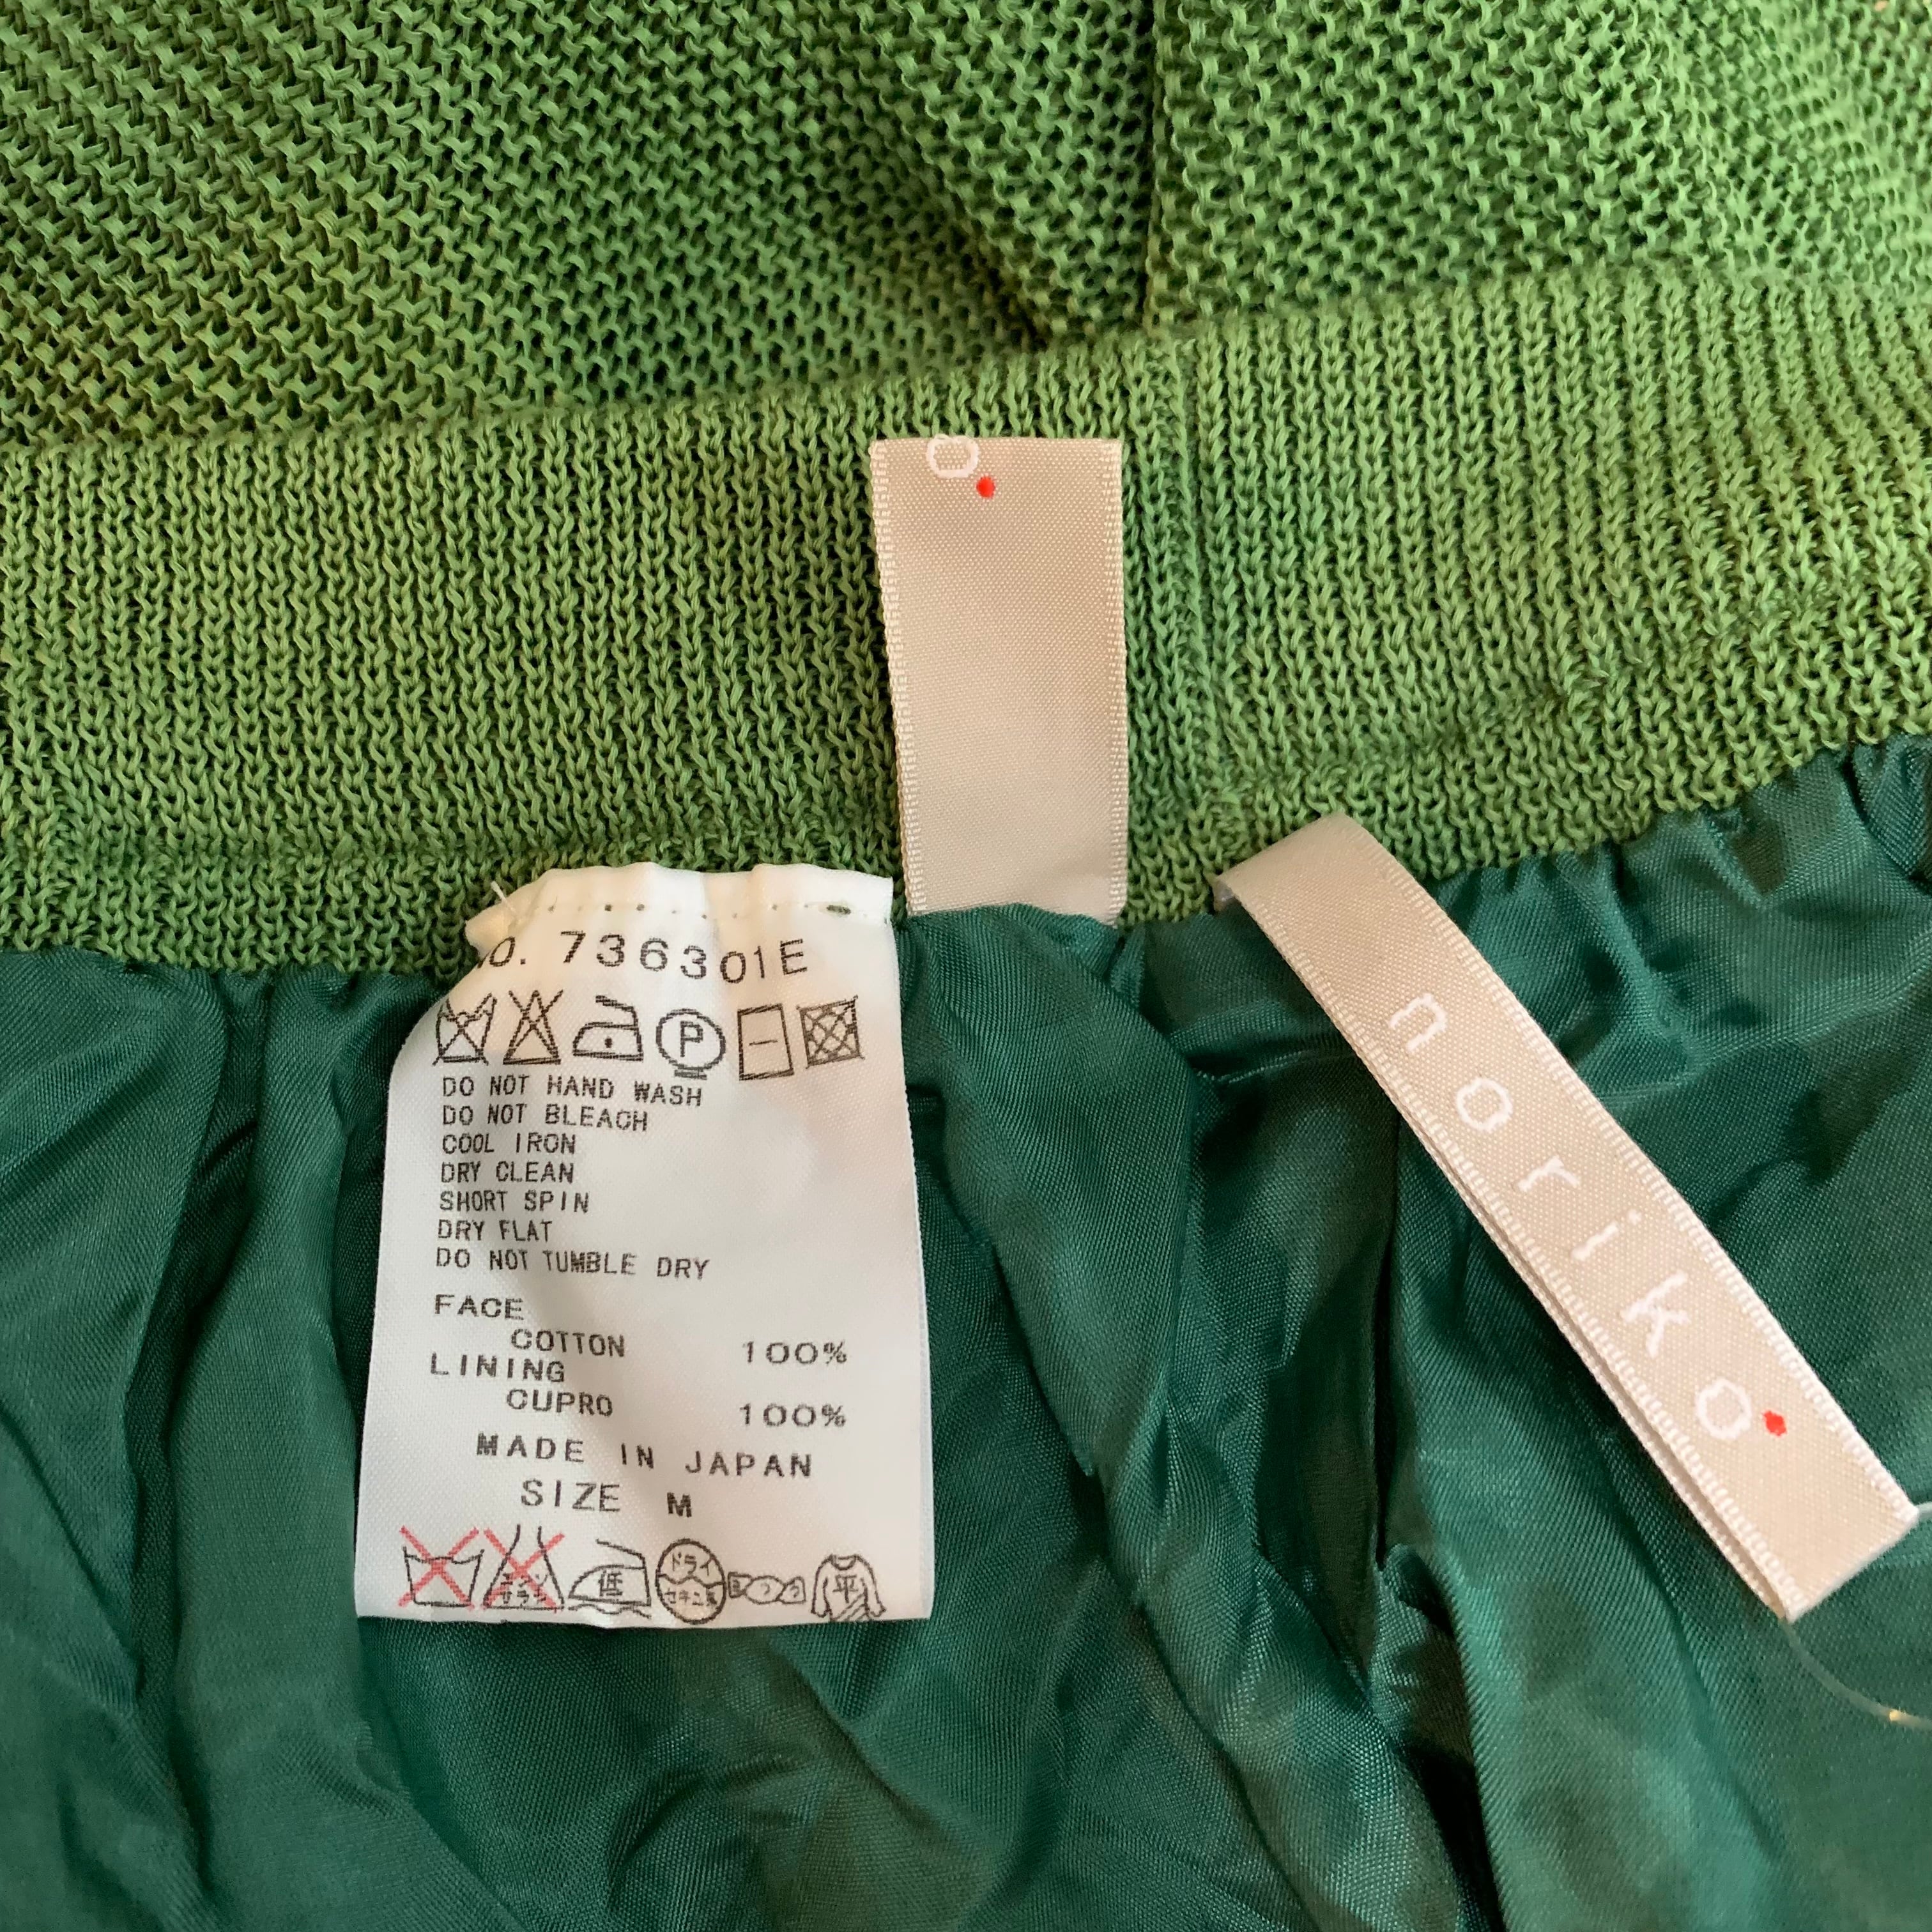 o.
NO. 736301E
P
DO NOT HAND WASH
DO NOT BLEACH
COOL IRON
DRY CLEAN
SHORT SPIN
DRY FLAT
DO NOT TUMBLE DRY
FACE
COTTON 100%
LINING
CUPRO 100%
MADE IN JAPAN
SIZE M
低 ドライ 平
noriko.